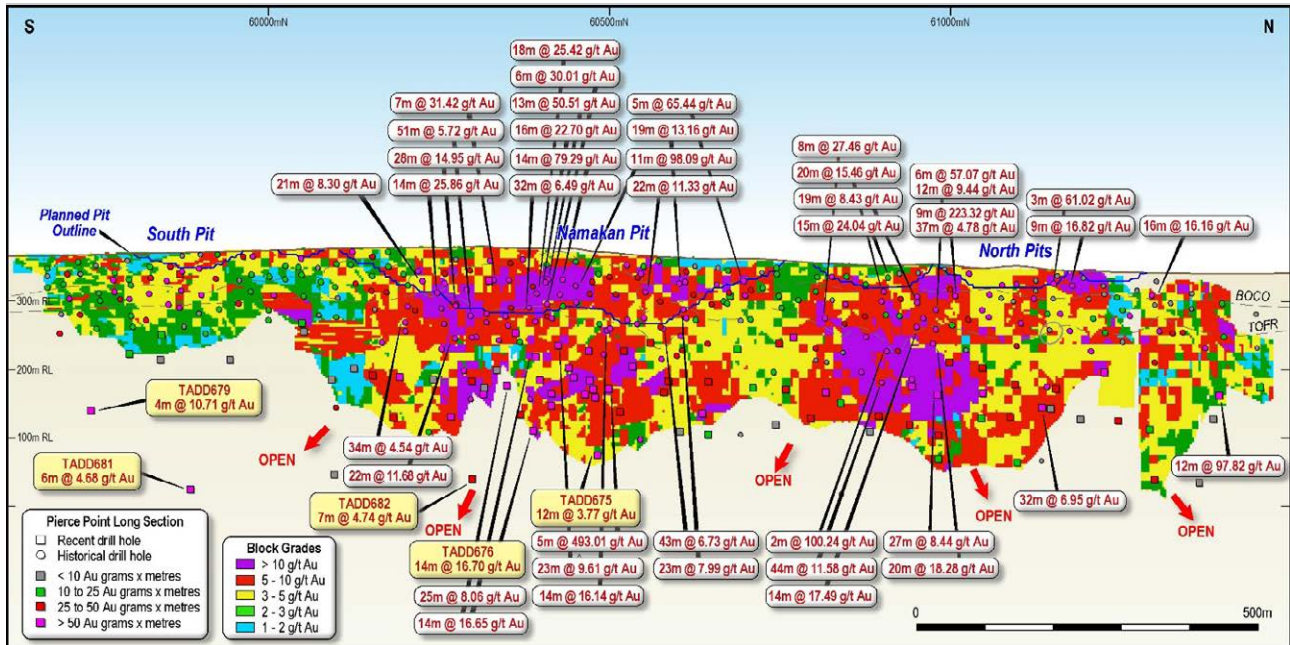 S
60000mN
60500mN
61000mN
N
18m @ 25.42 g/t Au
6m @ 30.01 g/t Au
7m @ 31.42 g/t Au
13m @ 50.51 g/t Au
5m @ 65.44 g/t Au
51m @ 5.72 g/t Au
16m @ 22.70 g/t Au
19m @ 13.16 g/t Au
28m @ 14.95 g/t Au
14m @ 79.29 g/t Au
11m @ 98.09 g/t Au
21m @ 8.30 g/t Au
14m @ 25.86 g/t Au
32m @ 6.49 g/t Au
22m @ 11.33 g/t Au
8m @ 27.46 g/t Au
20m @ 15.46 g/t Au
19m @ 8.43 g/t Au
15m @ 24.04 g/t Au
6m @ 57.07 g/t Au
12m @ 9.44 g/t Au
9m @ 223.32 g/t Au
37m @ 4.78 g/t Au
3m @ 61.02 g/t Au
9m @ 16.82 g/t Au
16m @ 16.16 g/t Au
Planned Pit
Outline
South Pit
Namakan Pit
North Pits
300m RL
BOCO
TOFR
200m RL
100m RL
TADD679
4m @ 10.71 g/t Au
TADD681
6m @ 4.68 g/t Au
OPEN
34m @ 4.54 g/t Au
22m @ 11.68 g/t Au
TADD682
7m @ 4.74 g/t Au
OPEN
TADD676
14m @ 16.70 g/t Au
25m @ 8.06 g/t Au
14m @ 16.65 g/t Au
TADD675
12m @ 3.77 g/t Au
5m @ 493.01 g/t Au
23m @ 9.61 g/t Au
14m @ 16.14 g/t Au
43m @ 6.73 g/t Au
23m @ 7.99 g/t Au
OPEN
2m @ 100.24 g/t Au
44m @ 11.58 g/t Au
14m @ 17.49 g/t Au
27m @ 8.44 g/t Au
20m @ 18.28 g/t Au
OPEN
32m @ 6.95 g/t Au
12m @ 97.82 g/t Au
OPEN
Pierce Point Long Section
Recent drill hole
Historical drill hole
< 10 Au grams x metres
10 to 25 Au grams x metres
25 to 50 Au grams x metres
> 50 Au grams x metres
Block Grades
> 10 g/t Au
5 - 10 g/t Au
3 - 5 g/t Au
2 - 3 g/t Au
1 - 2 g/t Au
0
500m